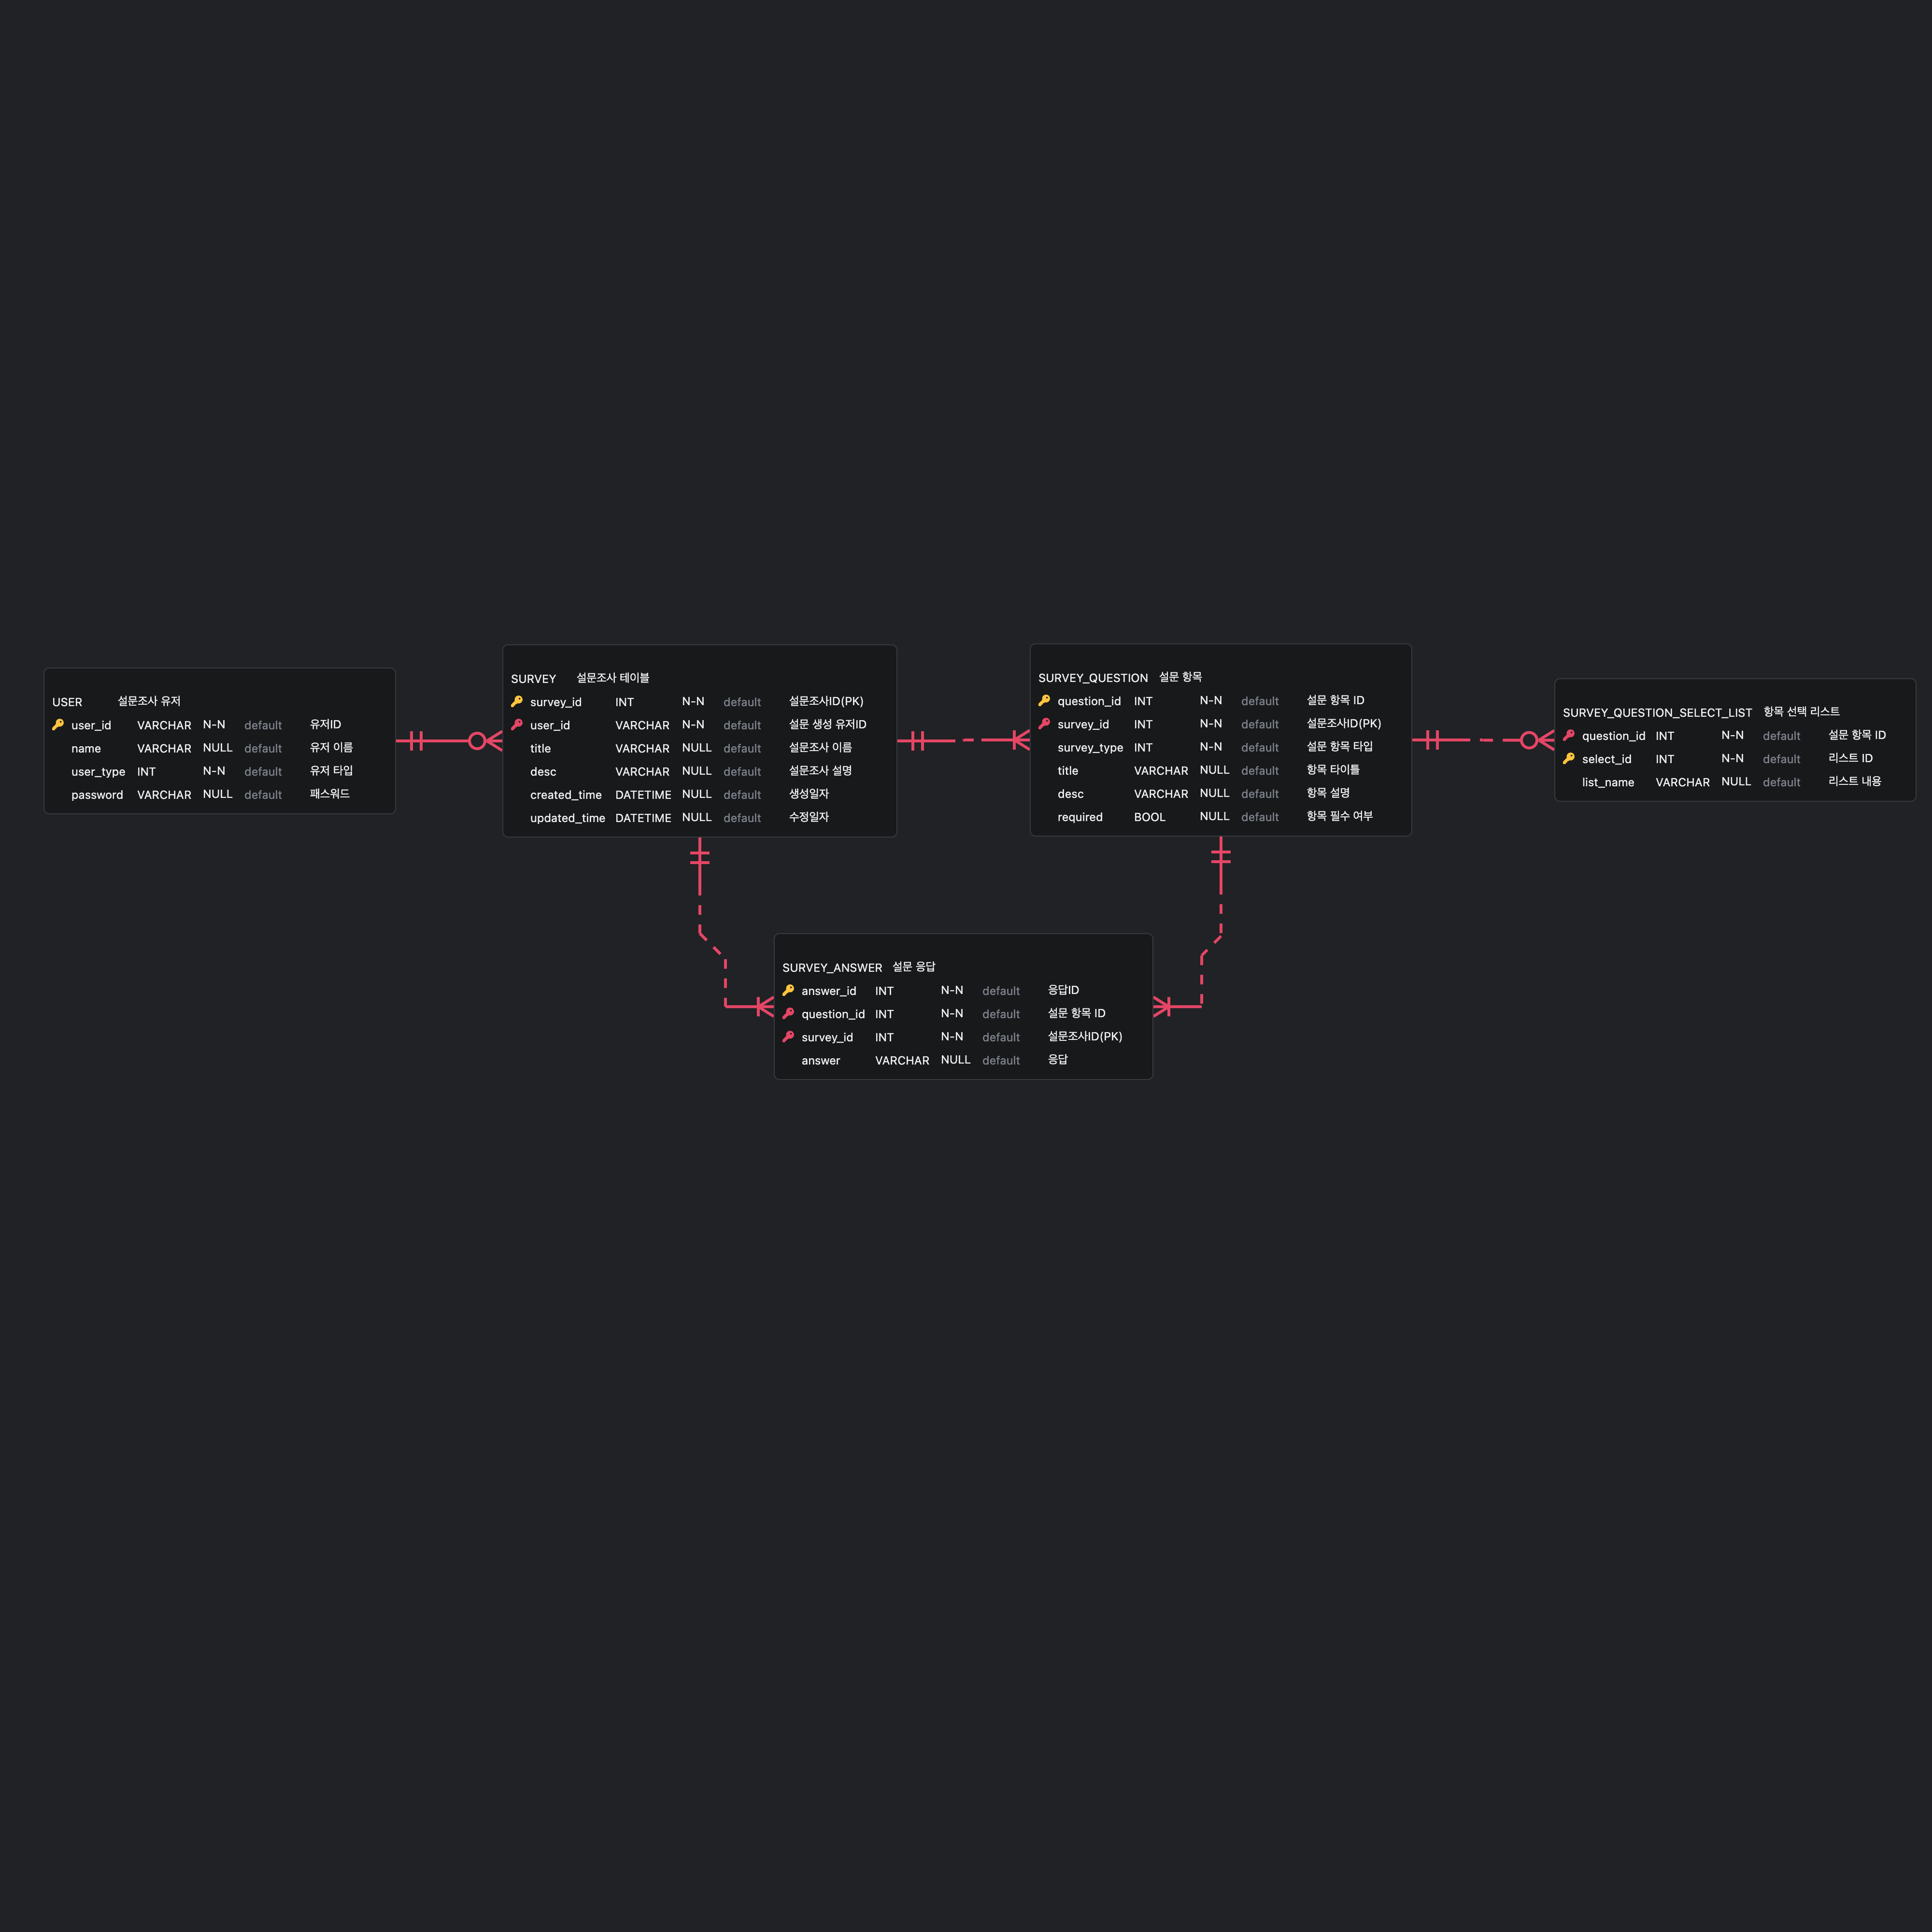 USER 설문조사 유저
user_id VARCHAR N-N default 유저ID
name VARCHAR NULL default 유저 이름
user_type INT N-N default 유저 타입
password VARCHAR NULL default 패스워드
SURVEY 설문조사 테이블
survey_id INT N-N default 설문조사ID(PK)
user_id VARCHAR N-N default 설문 생성 유저ID
title VARCHAR NULL default 설문조사 이름
desc VARCHAR NULL default 설문조사 설명
created_time DATETIME NULL default 생성일자
updated_time DATETIME NULL default 수정일자
SURVEY_QUESTION 설문 항목
question_id INT N-N default 설문 항목 ID
survey_id INT N-N default 설문조사ID(PK)
survey_type INT N-N default 설문 항목 타입
title VARCHAR NULL default 항목 타이틀
desc VARCHAR NULL default 항목 설명
required BOOL NULL default 항목 필수 여부
SURVEY_QUESTION_SELECT_LIST 항목 선택 리스트
question_id INT N-N default 설문 항목 ID
select_id INT N-N default 리스트 ID
list_name VARCHAR NULL default 리스트 내용
SURVEY_ANSWER 설문 응답
answer_id INT N-N default 응답ID
question_id INT N-N default 설문 항목 ID
survey_id INT N-N default 설문조사ID(PK)
answer VARCHAR NULL default 응답